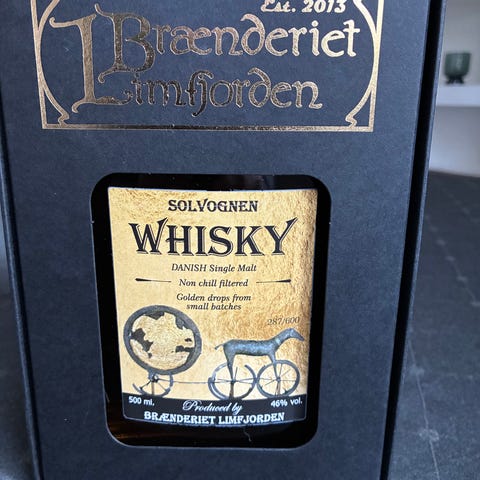 Est. 2013
Brænderiet
Limfjorden
SOLVOGNEN
WHISKY
DANISH Single Malt
Non chill filtered
Golden drops from
small batches
287/600
500 ml.
Produced by
46% vol.
BRÆNDERIET LIMFJORDEN